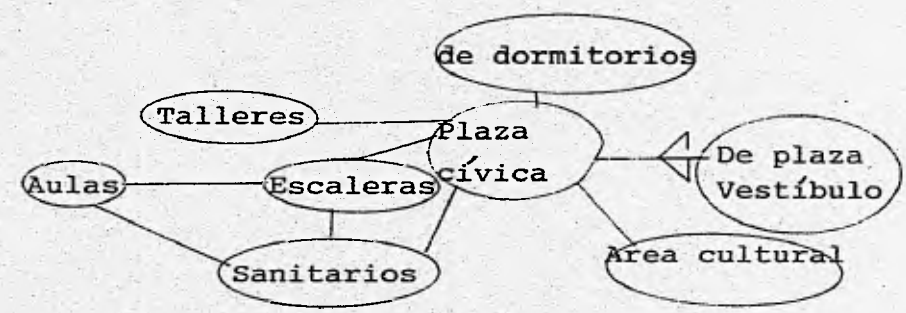 de dormitorios
Talleres
Plaza
cívica
De plaza
Vestíbulo
Aulas
Escaleras
Sanitarios
Area cultural